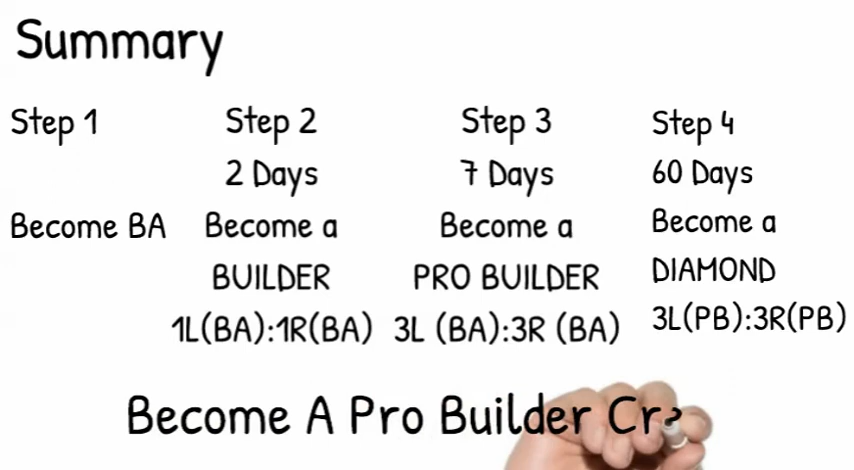 Summary
Step 1
Become BA
Step 2
2 Days
Become a
BUILDER
1L(BA):1R(BA)
Step 3
7 Days
Become a
PRO BUILDER
3L (BA):3R (BA)
Step 4
60 Days
Become a
DIAMOND
3L(PB):3R(PB)
Become A Pro Builder